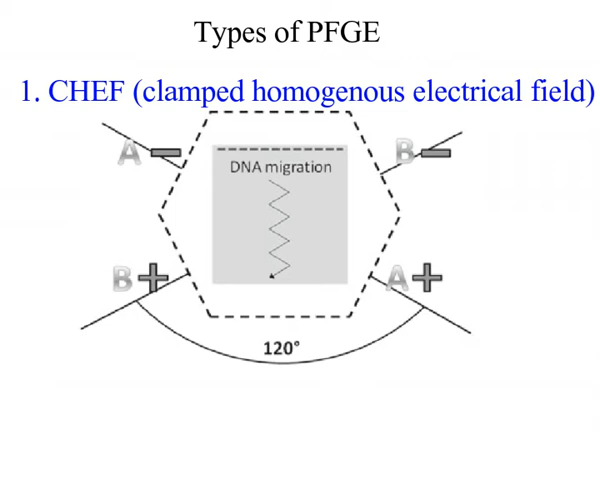 Types of PFGE
1. CHEF (clamped homogenous electrical field)
A −
B −
DNA migration
B +
A +
120°